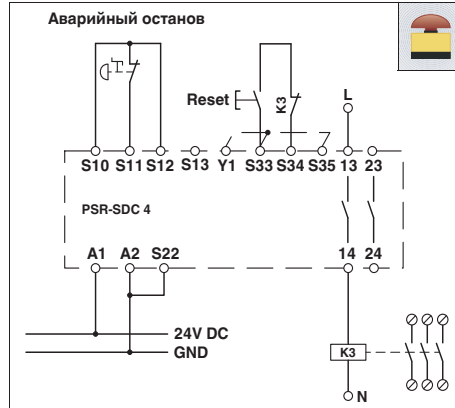 Аварийный останов
Reset
K3
L
S10 S11 S12 S13 Y1 S33 S34 S35 13 23
PSR-SDC 4
A1 A2 S22 14 24
24V DC
GND
K3
N